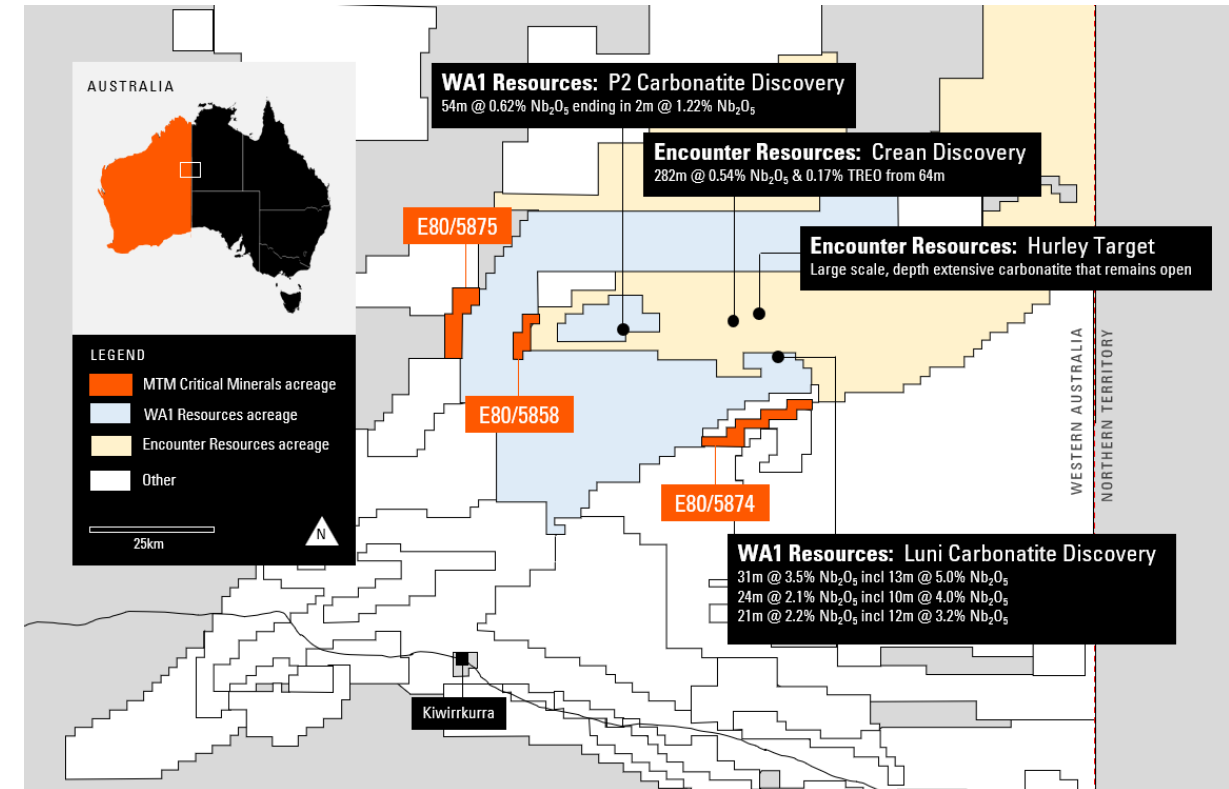 AUSTRALIA
WA1 Resources: P2 Carbonatite Discovery
54m @ 0.62% Nb₂O₅ ending in 2m @ 1.22% Nb₂O₅
Encounter Resources: Crean Discovery
282m @ 0.54% Nb₂O₅ & 0.17% TREO from 64m
E80/5875
Encounter Resources: Hurley Target
Large scale, depth extensive carbonatite that remains open
LEGEND
MTM Critical Minerals acreage
WA1 Resources acreage
Encounter Resources acreage
Other
25km
N
E80/5858
E80/5874
WESTERN AUSTRALIA
NORTHERN TERRITORY
WA1 Resources: Luni Carbonatite Discovery
31m @ 3.5% Nb₂O₅ incl 13m @ 5.0% Nb₂O₅
24m @ 2.1% Nb₂O₅ incl 10m @ 4.0% Nb₂O₅
21m @ 2.2% Nb₂O₅ incl 12m @ 3.2% Nb₂O₅
Kiwirrkurra